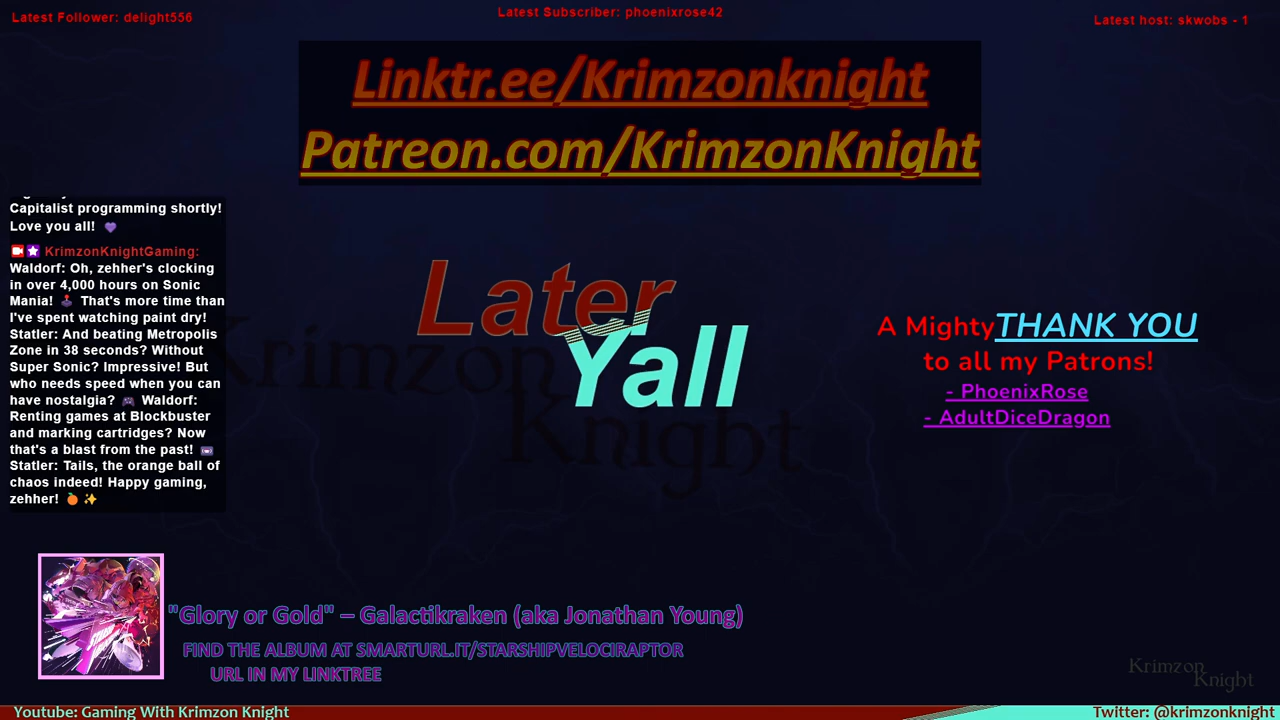 Latest Follower: delight556
Latest Subscriber: phoenixrose42
Latest host: skwobs - 1
Linktr.ee/Krimzonknight
Patreon.com/KrimzonKnight
Capitalist programming shortly!
Love you all! 💜
KrimzonKnightGaming:
Waldorf: Oh, zehher's clocking
in over 4,000 hours on Sonic
Mania! 🕹️ That's more time than
I've spent watching paint dry!
Statler: And beating Metropolis
Zone in 38 seconds? Without
Super Sonic? Impressive! But
who needs speed when you can
have nostalgia? 🎮 Waldorf:
Renting games at Blockbuster
and marking cartridges? Now
that's a blast from the past! 📼
Statler: Tails, the orange ball of
chaos indeed! Happy gaming,
zehher! 🍊 ✨
Later
Yall
Krimzon
Knight
A Mighty THANK YOU
to all my Patrons!
- PhoenixRose
- AdultDiceDragon
"Glory or Gold" – Galactikraken (aka Jonathan Young)
FIND THE ALBUM AT SMARTURL.IT/STARSHIPVELOCIRAPTOR
URL IN MY LINKTREE
Krimzon
Knight
Youtube: Gaming With Krimzon Knight
Twitter: @krimzonknight